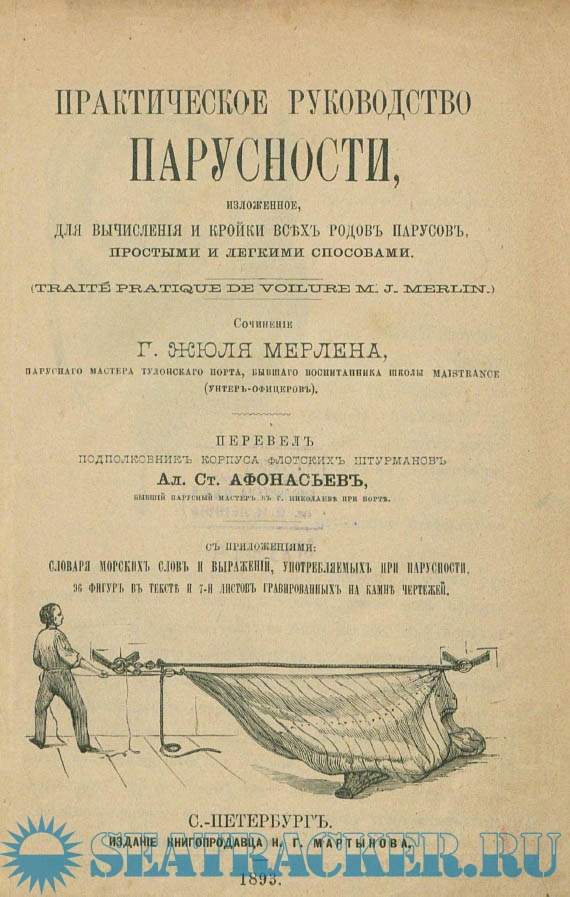 ПРАКТИЧЕСКОЕ РУКОВОДСТВО
ПАРУСНОСТИ,
ИЗЛОЖЕННОЕ,
ДЛЯ ВЫЧИСЛЕНІЯ И КРОЙКИ ВСѢХЪ РОДОВЪ ПАРУСОВЪ,
ПРОСТЫМИ И ЛЕГКИМИ СПОСОБАМИ.
(TRAITÉ PRATIQUE DE VOILURE M. J. MERLIN.)
Сочиненіе
Г. ЖЮЛЯ МЕРЛЕНА,
ПАРУСНАГО МАСТЕРА ТУЛОНСКАГО ПОРТА, БЫВШАГО ВОСПИТАННИКА ШКОЛЫ MAISTRANCE
(УНТЕРЪ-ОФИЦЕРОВЪ).
ПЕРЕВЕЛЪ
ПОДПОЛКОВНИКЪ КОРПУСА ФЛОТСКИХЪ ШТУРМАНОВЪ
Ал. Ст. АФОНАСЬЕВЪ,
БЫВШІЙ ПАРУСНЫЙ МАСТЕРЪ ВЪ Г. НИКОЛАЕВѢ ПРИ ПОРТѢ.
СЪ ПРИЛОЖЕНІЯМИ:
СЛОВАРЯ МОРСКИХЪ СЛОВЪ И ВЫРАЖЕНІЙ, УПОТРЕБЛЯЕМЫХЪ ПРИ ПАРУСНОСТИ,
96 ФИГУРЪ ВЪ ТЕКСТѢ И 7-И ЛИСТОВЪ ГРАВИРОВАННЫХЪ НА КАМНѢ ЧЕРТЕЖЕЙ.
С.-ПЕТЕРБУРГЪ.
ИЗДАНІЕ КНИГОПРОДАВЦА Н. Г. МАРТЫНОВА,
SEATRACKER.RU
1893.